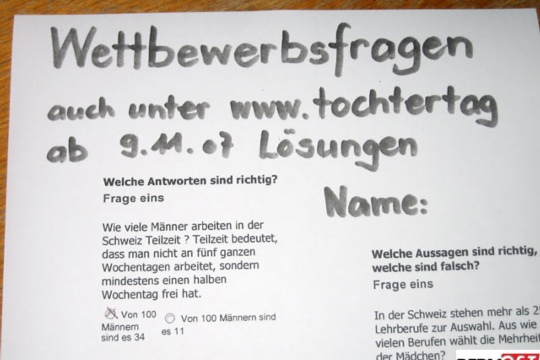 Wettbewerbsfragen
auch unter www.tochtertag
ab 9.11.07 Lösungen
Name:
Welche Antworten sind richtig?
Frage eins
Wie viele Männer arbeiten in der
Schweiz Teilzeit ? Teilzeit bedeutet,
dass man nicht an fünf ganzen
Wochentagen arbeitet, sondern
mindestens einen halben
Wochentag frei hat.
Von 100
Männern
sind es 34
Von 100 Männern sind
es 11
Welche Aussagen sind richtig,
welche sind falsch?
Frage eins
In der Schweiz stehen mehr als
Lehrberufe zur Auswahl. Aus wie
vielen Berufen wählt die Mehrheit
der Mädchen?